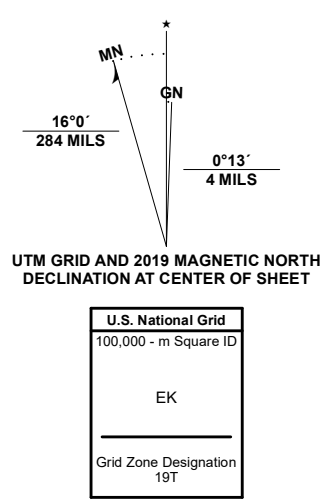 ★
MN
GN
16°0´
284 MILS
0°13´
4 MILS
UTM GRID AND 2019 MAGNETIC NORTH
DECLINATION AT CENTER OF SHEET
U.S. National Grid
100,000 - m Square ID
EK
Grid Zone Designation
19T